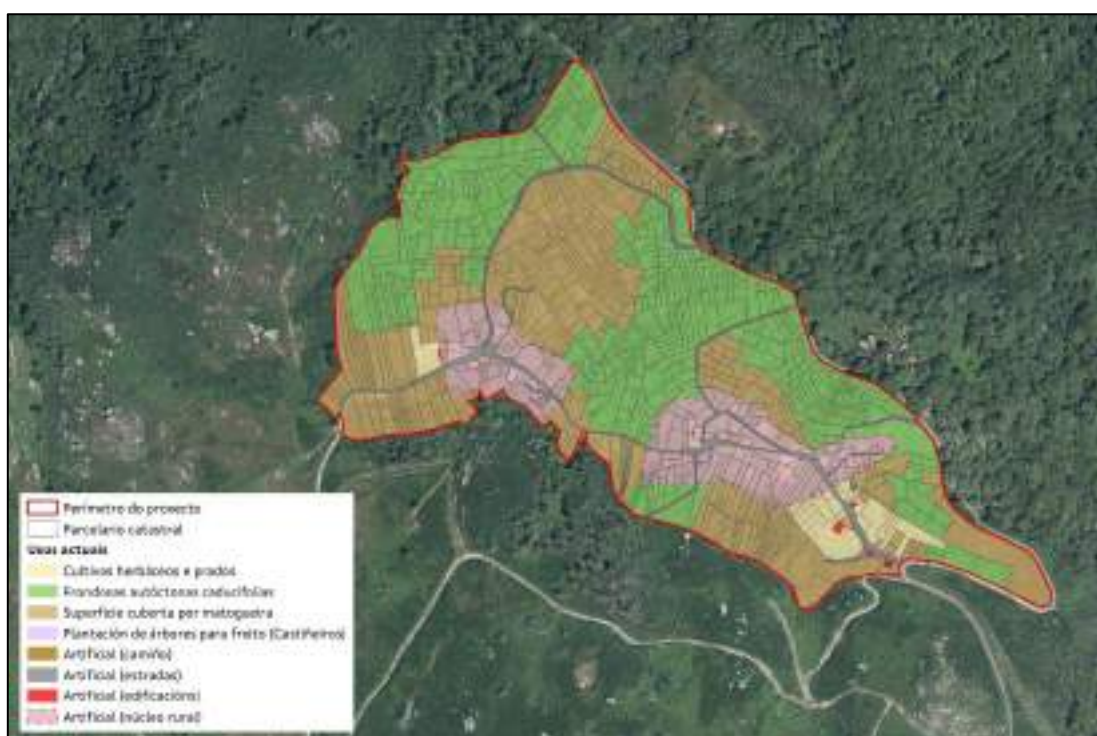 Perímetro do proxecto
Parcelario catastral
Usos actuais
Cultivos herbáceos e prados
Frondosas autóctonas caducifolias
Superficie cuberta por matogueira
Plantación de árbores para froito (Castiñeiros)
Artificial (camiño)
Artificial (estradas)
Artificial (edificacións)
Artificial (núcleo rural)